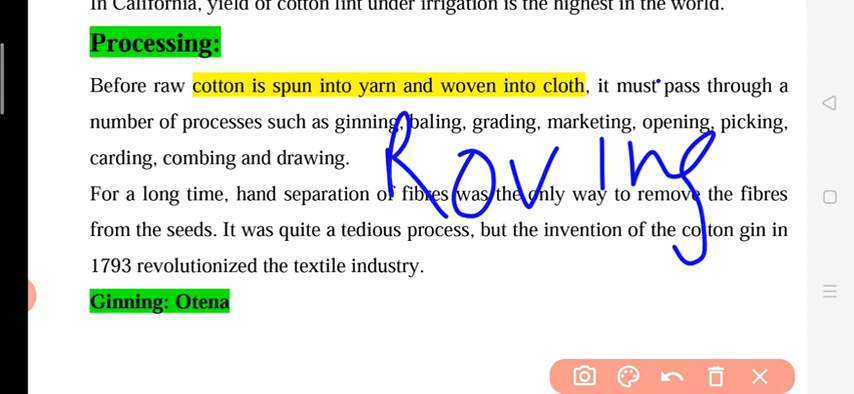 In California, yield of cotton lint under irrigation is the highest in the world.
Processing:
Before raw cotton is spun into yarn and woven into cloth, it must pass through a
number of processes such as ginning, baling, grading, marketing, opening, picking,
carding, combing and drawing.
Roving
For a long time, hand separation of fibres was the only way to remove the fibres
from the seeds. It was quite a tedious process, but the invention of the cotton gin in
1793 revolutionized the textile industry.
Ginning: Otena